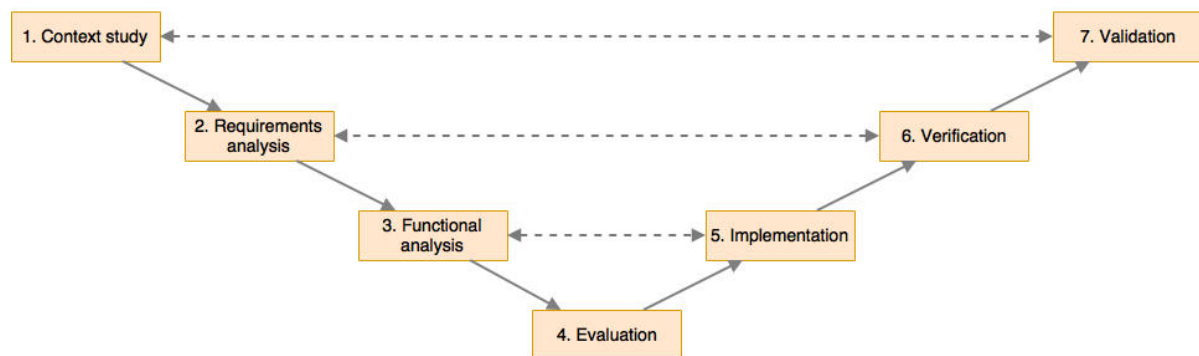 1. Context study
7. Validation
2. Requirements
analysis
6. Verification
3. Functional
analysis
5. Implementation
4. Evaluation